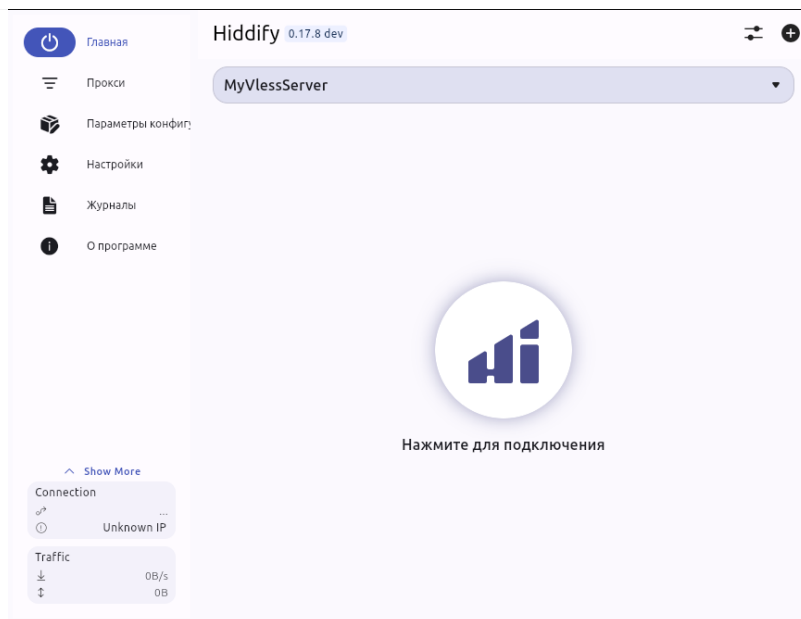 Главная
Прокси
Параметры конфигу
Настройки
Журналы
О программе
Show More
Connection
...
Unknown IP
Traffic
0B/s
0B
Hiddify 0.17.8 dev
MyVlessServer
Нажмите для подключения